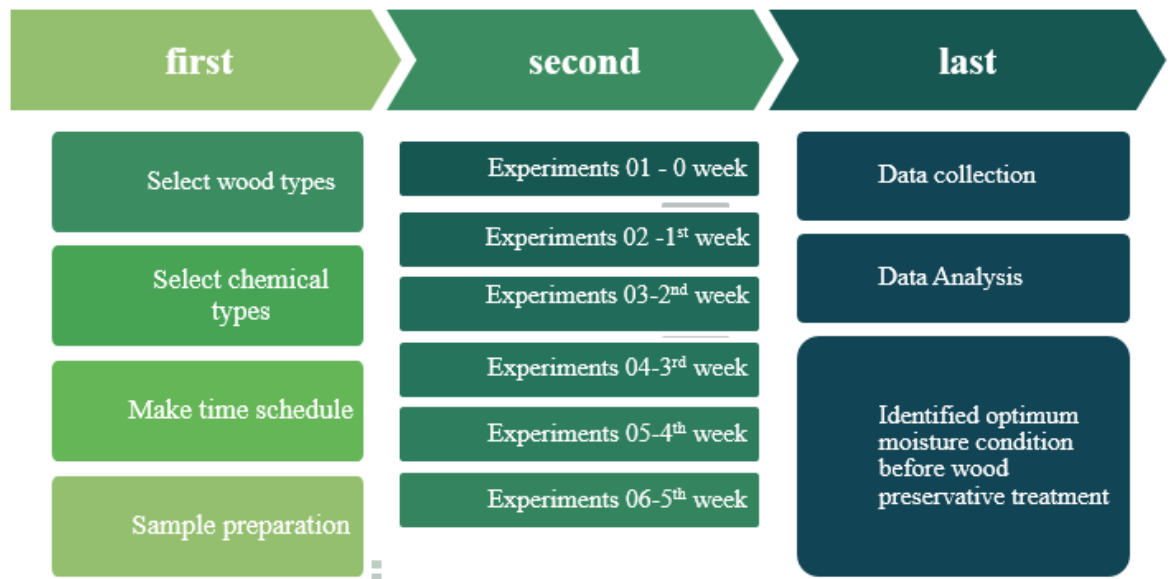 first
Select wood types
Select chemical
types
Make time schedule
Sample preparation
second
Experiments 01 - 0 week
Experiments 02 -1st week
Experiments 03-2nd week
Experiments 04-3rd week
Experiments 05-4th week
Experiments 06-5th week
last
Data collection
Data Analysis
Identified optimum
moisture condition
before wood
preservative treatment